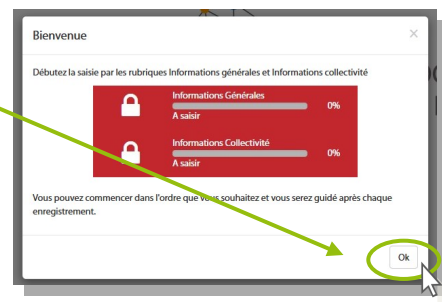 Bienvenue
×
Débutez la saisie par les rubriques Informations générales et Informations collectivité
Informations Générales
0%
A saisir
Informations Collectivité
0%
A saisir
Vous pouvez commencer dans l'ordre que vous souhaitez et vous serez guidé après chaque
enregistrement.
Ok